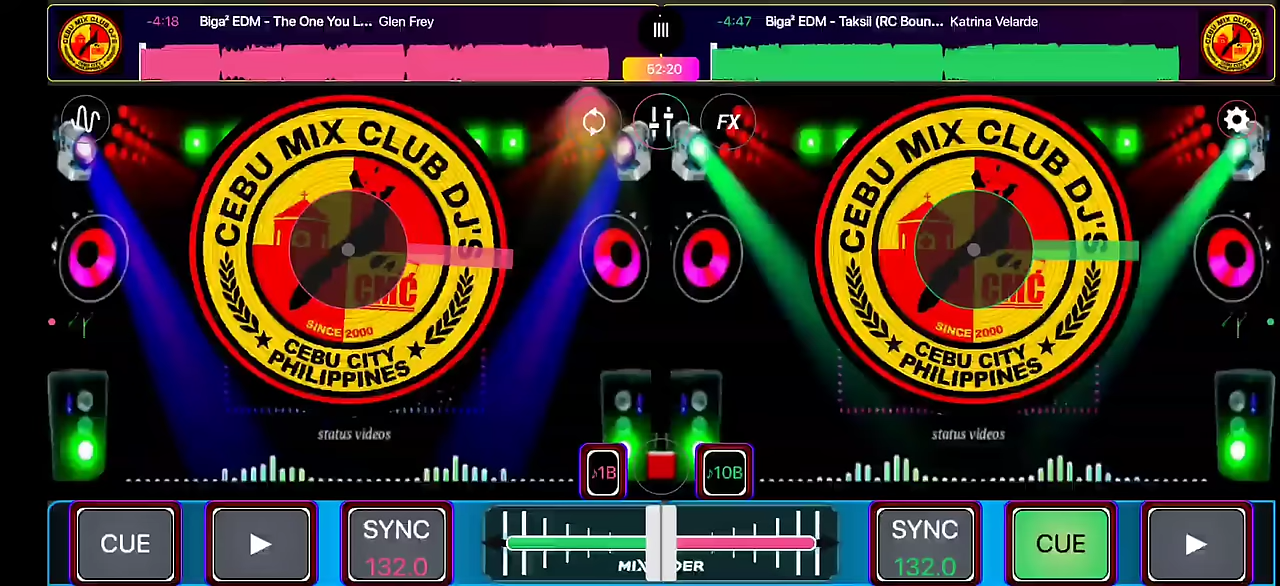 -4:18 Biga² EDM - The One You L... Glen Frey
52:20
-4:47 Biga² EDM - Taksil (RC Boun... Katrina Velarde
FX
CEBU MIX CLUB DJ'S
CMC
SINCE 2000
CEBU CITY
PHILIPPINES
status videos
CEBU MIX CLUB DJ'S
CMC
SINCE 2000
CEBU CITY
PHILIPPINES
status videos
♪1B
♪10B
CUE
SYNC
132.0
SYNC
132.0
CUE